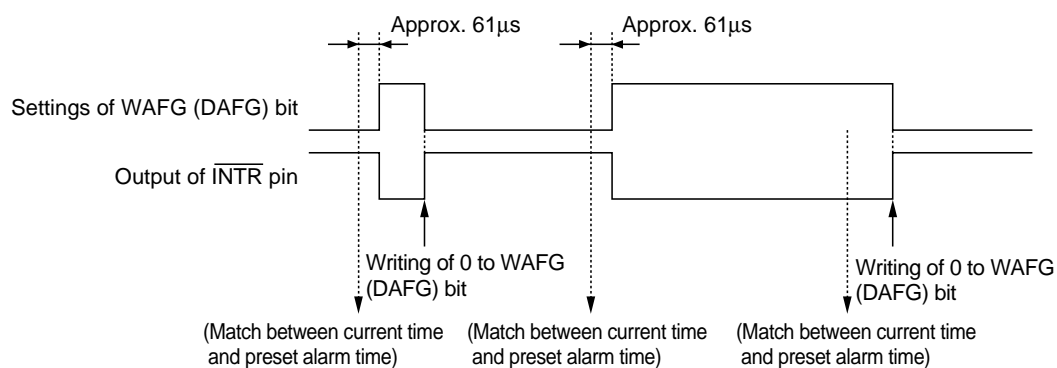 Approx. 61μs
Approx. 61μs
Settings of WAFG (DAFG) bit
Output of INTR pin
Writing of 0 to WAFG
(DAFG) bit
Writing of 0 to WAFG
(DAFG) bit
(Match between current time
and preset alarm time)
(Match between current time
and preset alarm time)
(Match between current time
and preset alarm time)